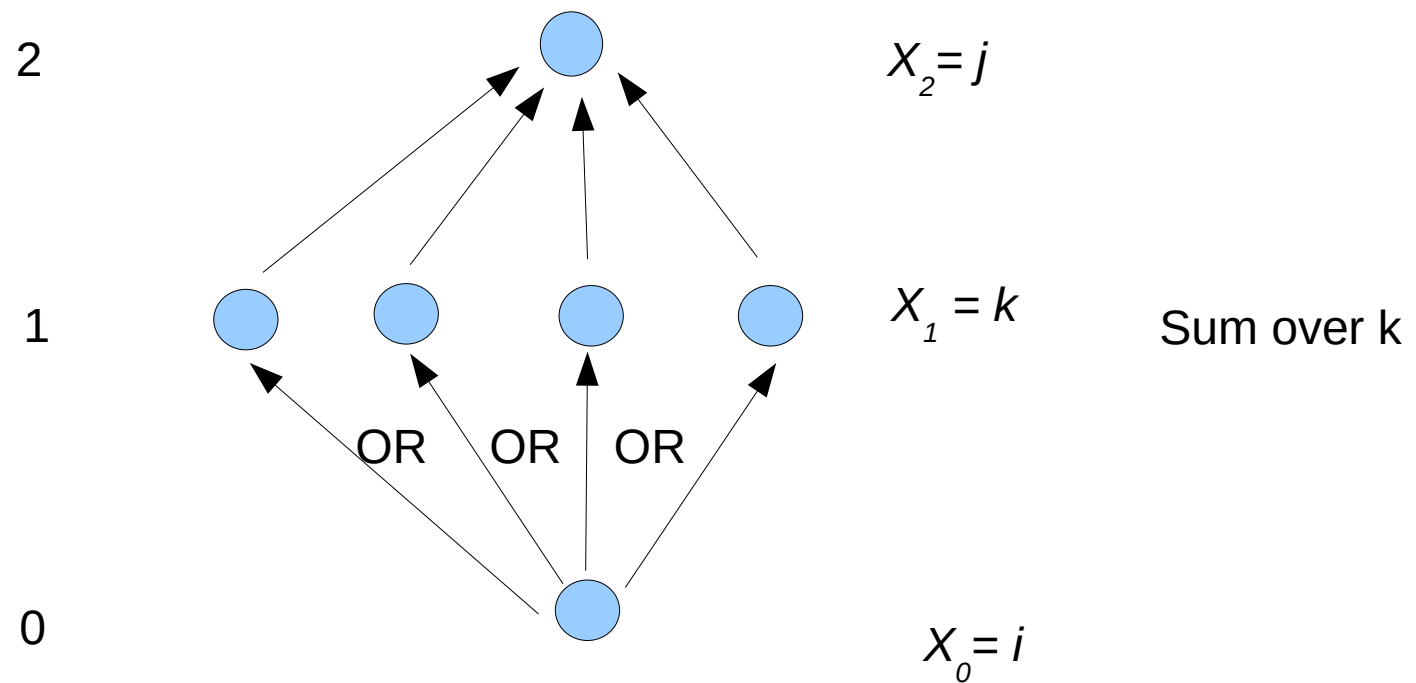 2 X2= j
1 X1 = k Sum over k
OR OR OR
0 X0= i